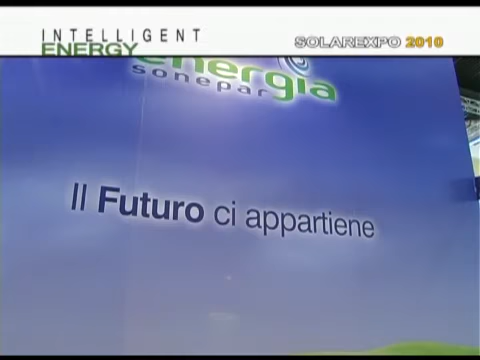 INTELLIGENT
ENERGY
SOLAREXPO 2010
energia
sonepar
Il Futuro ci appartiene